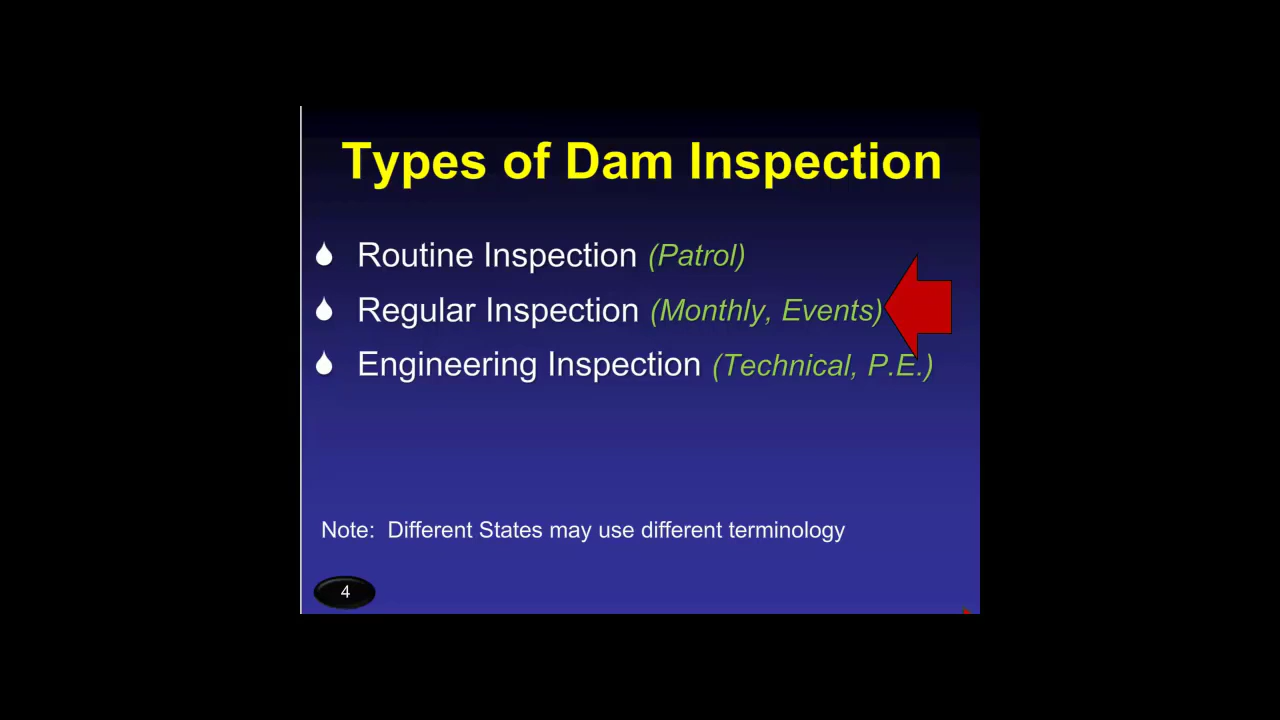 Types of Dam Inspection
Routine Inspection (Patrol)
Regular Inspection (Monthly, Events)
Engineering Inspection (Technical, P.E.)
Note:  Different States may use different terminology
4